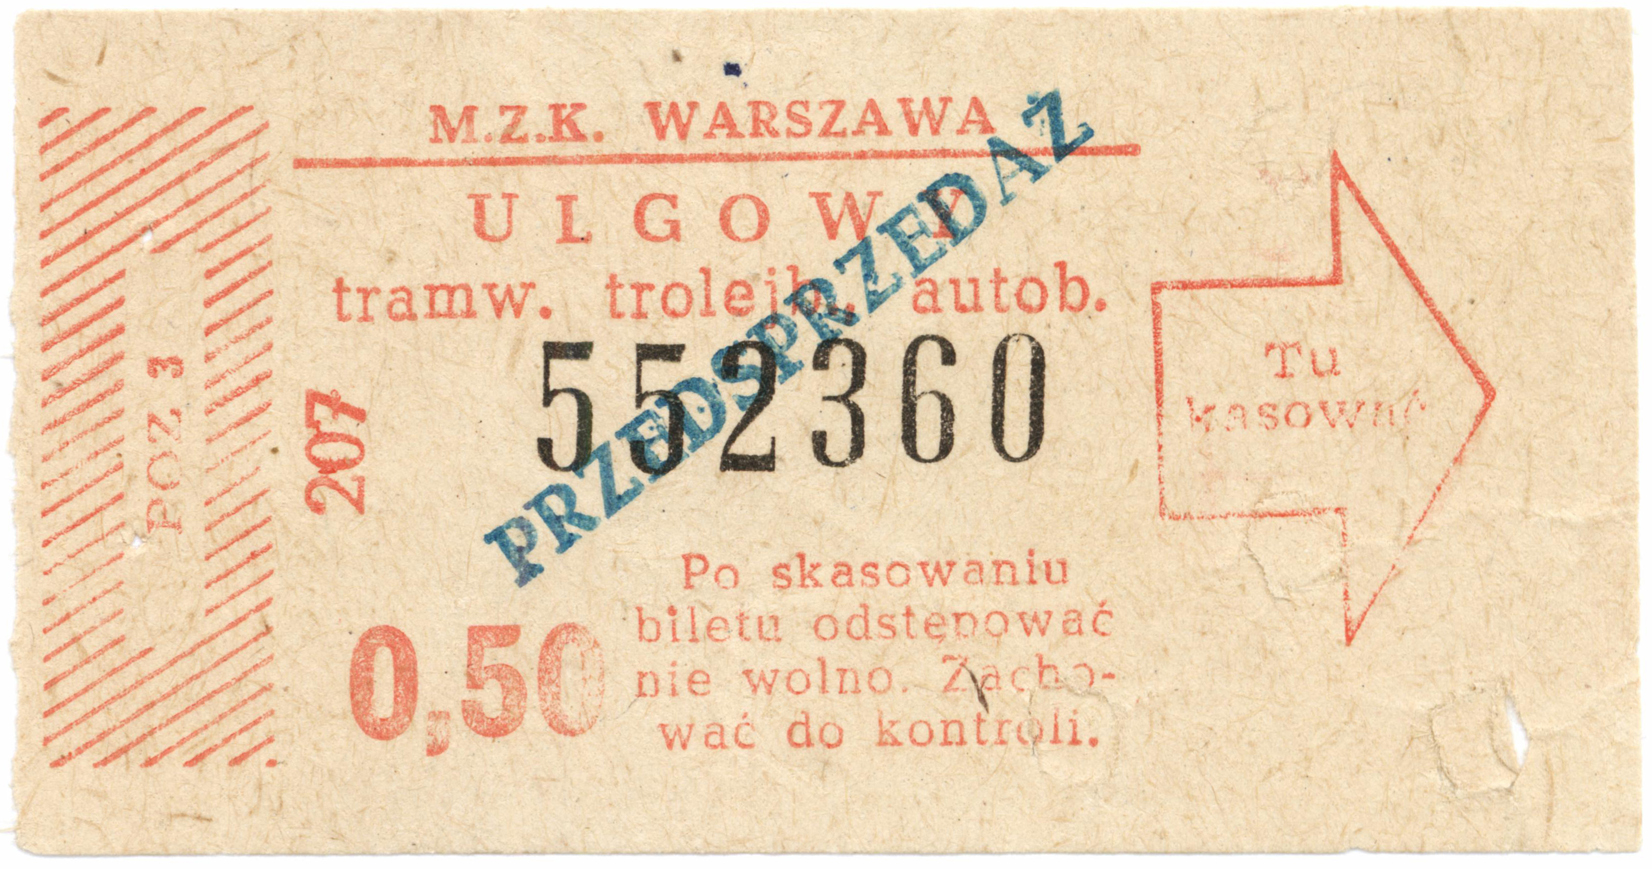 M.Z.K. WARSZAWA
ULGOWY
tramw. trolejb. autob.
552360
PRZEDSPRZEDAŻ
POZ 3
207
0,50
Po skasowaniu
biletu odstępować
nie wolno. Zacho-
wać do kontroli.
Tu
kasować